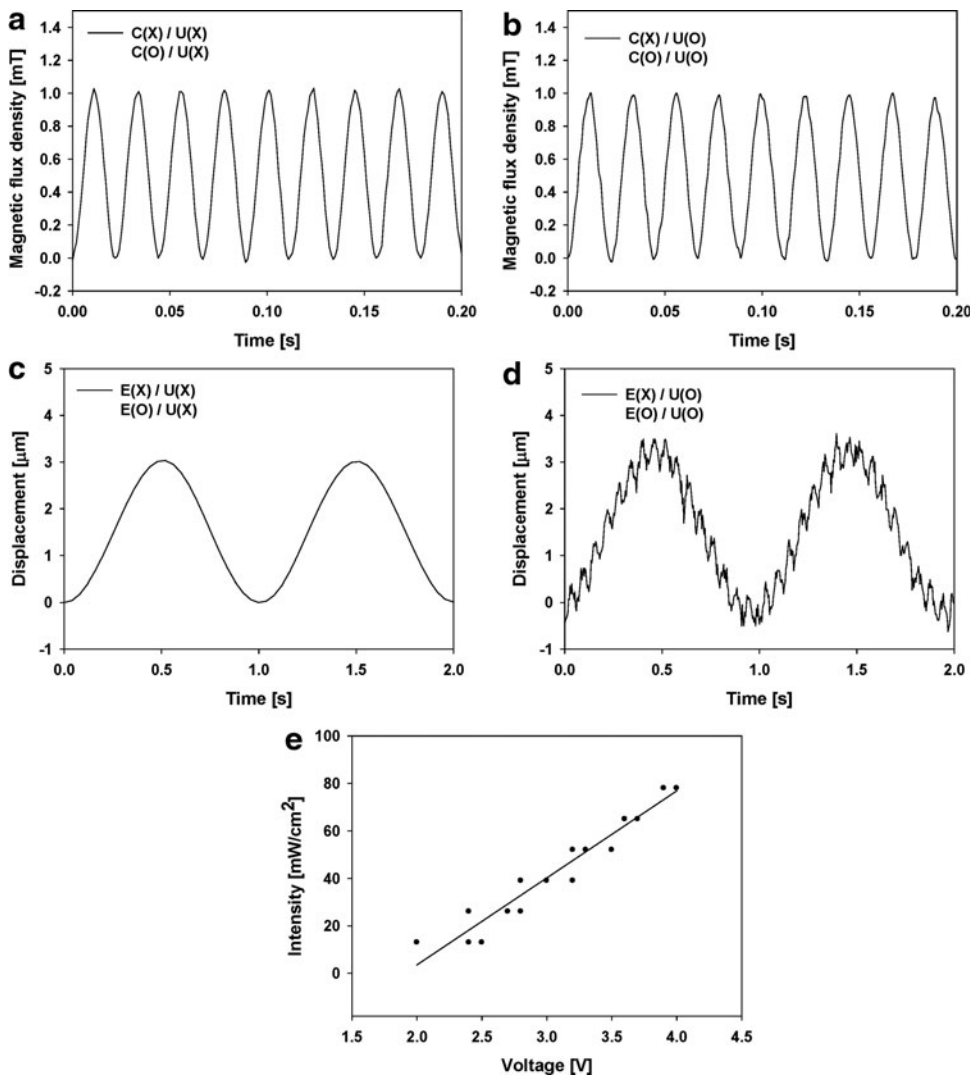 a
C(X) / U(X)
C(O) / U(X)
Magnetic flux density [mT]
1.4
1.2
1.0
0.8
0.6
0.4
0.2
0.0
-0.2
0.00 0.05 0.10 0.15 0.20
Time [s]
b
C(X) / U(O)
C(O) / U(O)
Magnetic flux density [mT]
1.4
1.2
1.0
0.8
0.6
0.4
0.2
0.0
-0.2
0.00 0.05 0.10 0.15 0.20
Time [s]
c
E(X) / U(X)
E(O) / U(X)
Displacement [μm]
5
4
3
2
1
0
-1
0.0 0.5 1.0 1.5 2.0
Time [s]
d
E(X) / U(O)
E(O) / U(O)
Displacement [μm]
5
4
3
2
1
0
-1
0.0 0.5 1.0 1.5 2.0
Time [s]
e
Intensity [mW/cm²]
100
80
60
40
20
0
1.5 2.0 2.5 3.0 3.5 4.0 4.5
Voltage [V]